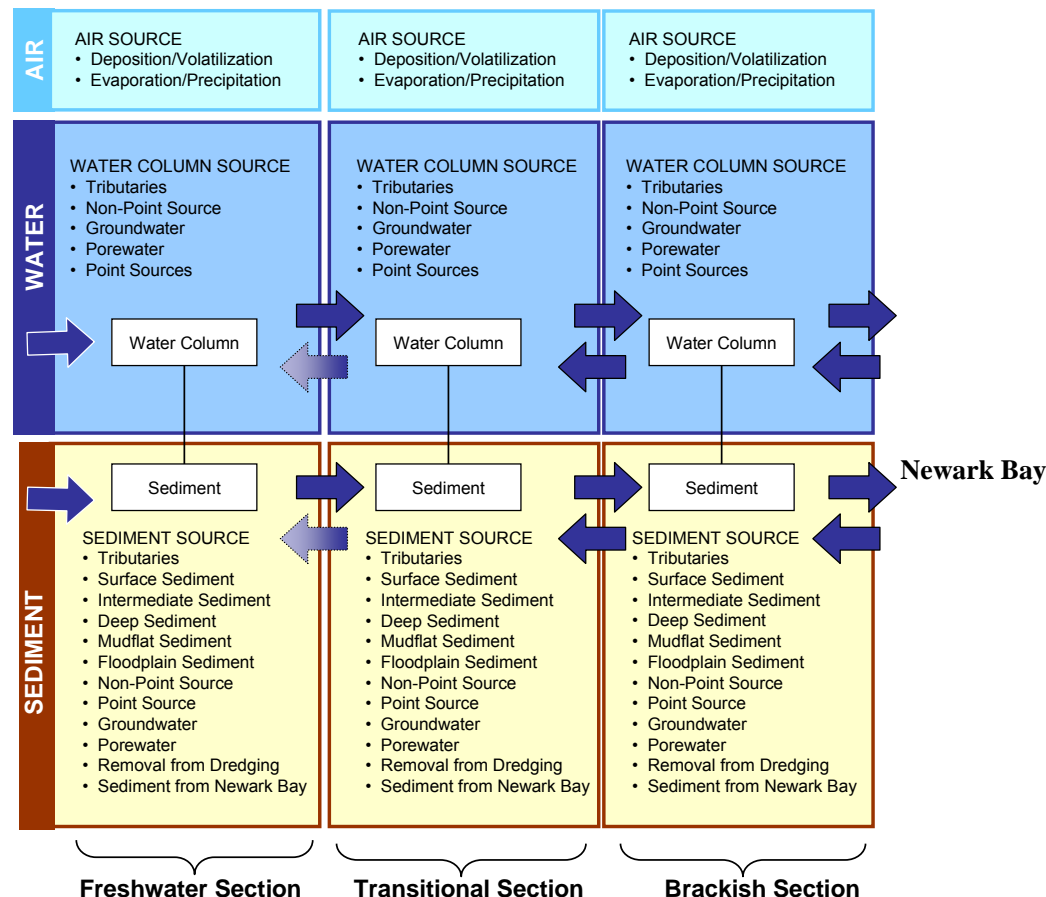 AIR
AIR SOURCE
• Deposition/Volatilization
• Evaporation/Precipitation
AIR SOURCE
• Deposition/Volatilization
• Evaporation/Precipitation
AIR SOURCE
• Deposition/Volatilization
• Evaporation/Precipitation
WATER
WATER COLUMN SOURCE
• Tributaries
• Non-Point Source
• Groundwater
• Porewater
• Point Sources
Water Column
WATER COLUMN SOURCE
• Tributaries
• Non-Point Source
• Groundwater
• Porewater
• Point Sources
Water Column
WATER COLUMN SOURCE
• Tributaries
• Non-Point Source
• Groundwater
• Porewater
• Point Sources
Water Column
SEDIMENT
Sediment
SEDIMENT SOURCE
• Tributaries
• Surface Sediment
• Intermediate Sediment
• Deep Sediment
• Mudflat Sediment
• Floodplain Sediment
• Non-Point Source
• Point Source
• Groundwater
• Porewater
• Removal from Dredging
• Sediment from Newark Bay
Sediment
SEDIMENT SOURCE
• Tributaries
• Surface Sediment
• Intermediate Sediment
• Deep Sediment
• Mudflat Sediment
• Floodplain Sediment
• Non-Point Source
• Point Source
• Groundwater
• Porewater
• Removal from Dredging
• Sediment from Newark Bay
Sediment
SEDIMENT SOURCE
• Tributaries
• Surface Sediment
• Intermediate Sediment
• Deep Sediment
• Mudflat Sediment
• Floodplain Sediment
• Non-Point Source
• Point Source
• Groundwater
• Porewater
• Removal from Dredging
• Sediment from Newark Bay
Newark Bay
Freshwater Section
Transitional Section
Brackish Section